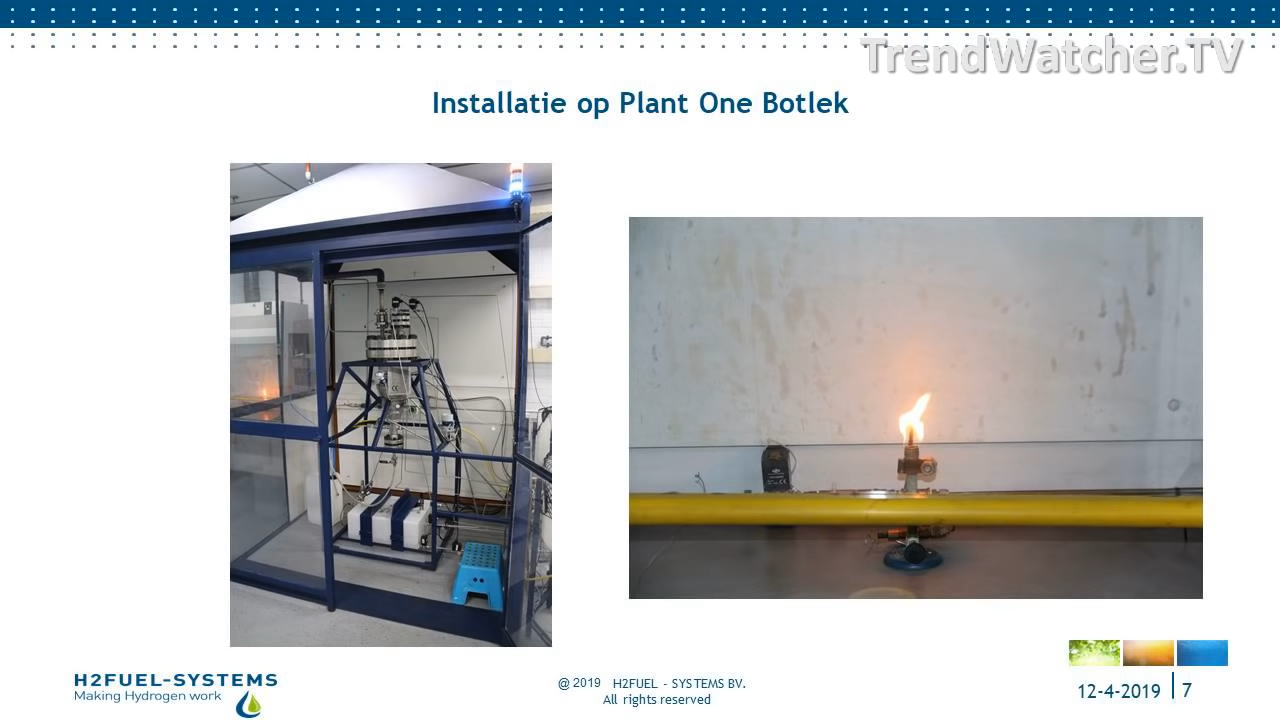 TrendWatcher.TV
Installatie op Plant One Botlek
H2FUEL-SYSTEMS
Making Hydrogen work
@ 2019 H2FUEL - SYSTEMS BV.
All rights reserved
12-4-2019 7